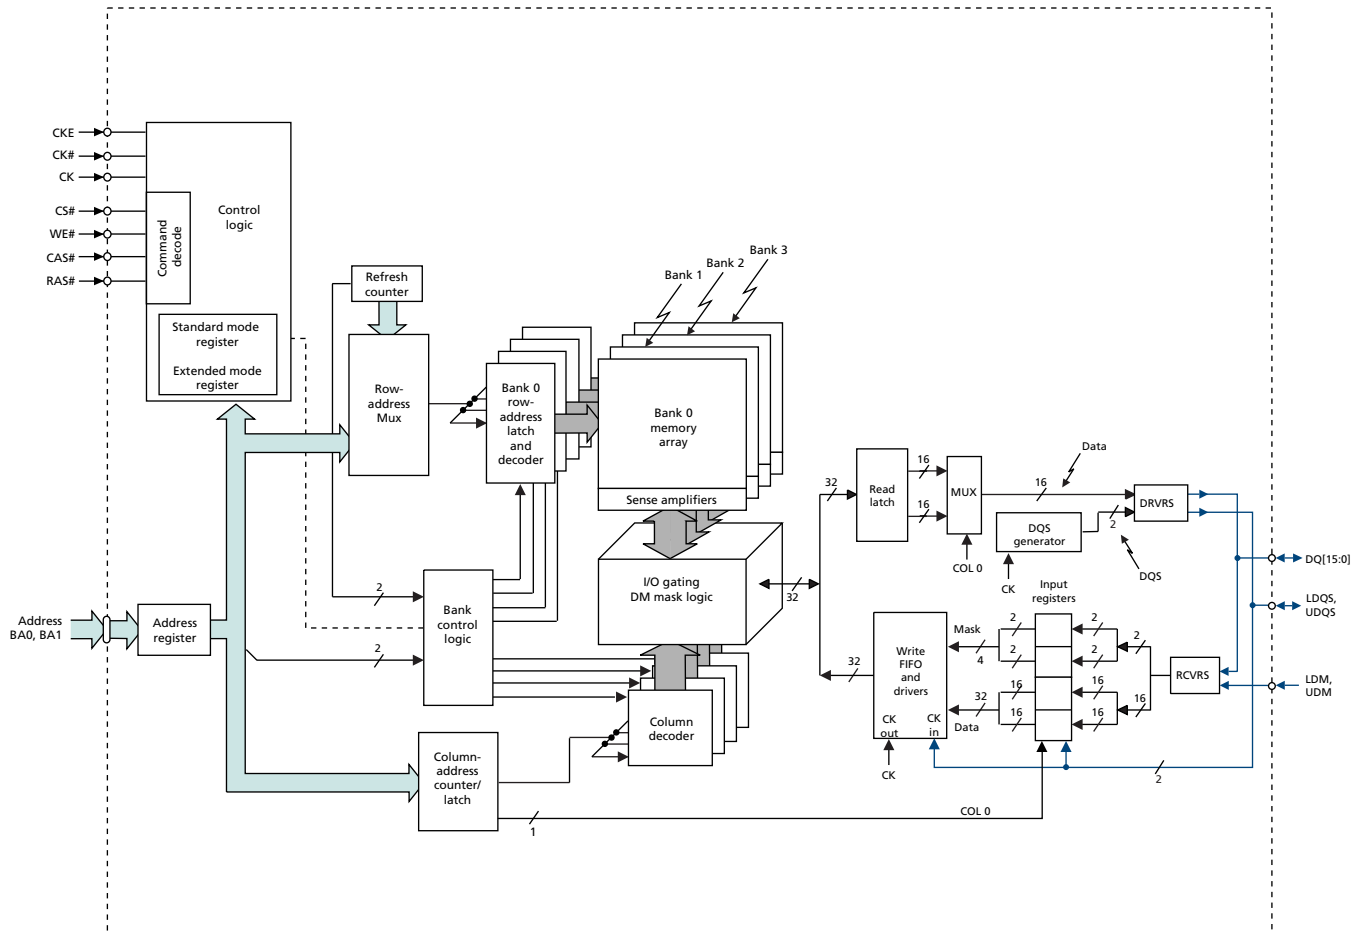 CKE
CK#
CK
CS#
WE#
CAS#
RAS#
Command
decode
Control
logic
Standard mode
register
Extended mode
register
Refresh
counter
Row-
address
Mux
Bank 0
row-
address
latch
and
decoder
Bank 1
Bank 2
Bank 3
Bank 0
memory
array
Sense amplifiers
I/O gating
DM mask logic
2
2
Bank
control
logic
Address
BA0, BA1
Address
register
Column-
address
counter/
latch
1
Column
decoder
32
32
32
Read
latch
16
16
MUX
COL 0
16
Data
DQS
generator
CK
2
DQS
DRVRS
DQ[15:0]
LDQS,
UDQS
LDM,
UDM
RCVRS
Input
registers
Write
FIFO
and
drivers
CK
out
CK
in
CK
Mask
4
32
Data
2
2
16
16
2
2
16
16
2
16
2
COL 0